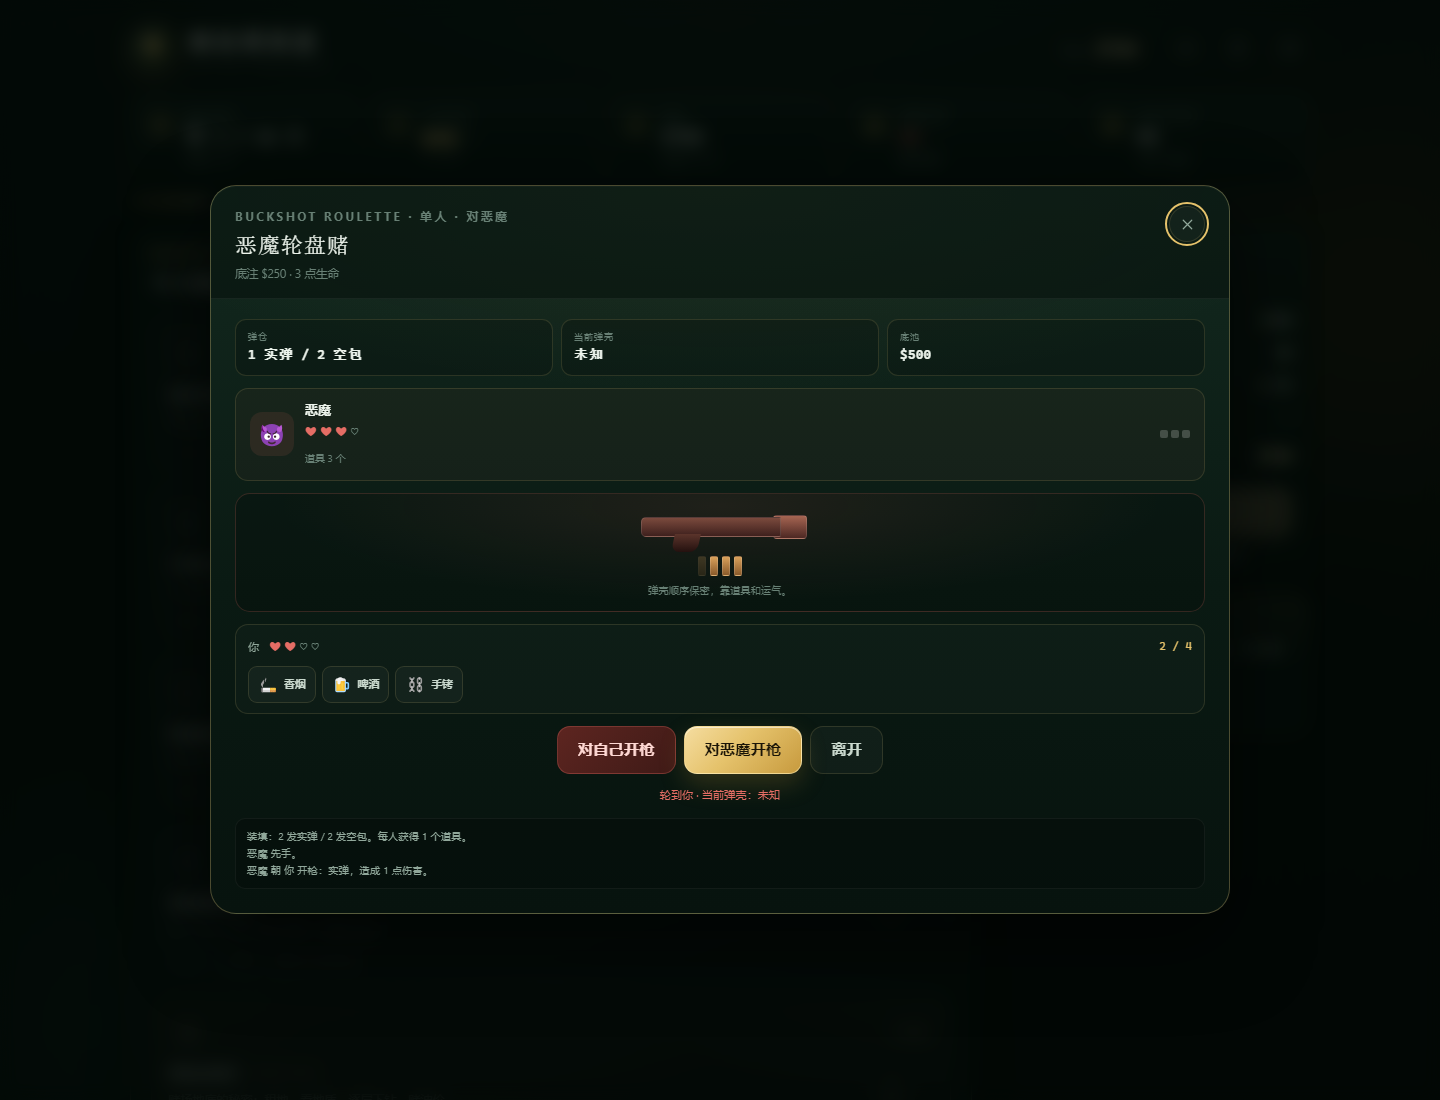 BUCKSHOT ROULETTE · 单人 · 对恶魔
恶魔轮盘赌
底注 $250 · 3 点生命
弹仓
1 实弹 / 2 空包
当前弹壳
未知
底池
$500
恶魔
道具 3 个
弹壳顺序保密，靠道具和运气。
你
2 / 4
香烟
啤酒
手铐
对自己开枪
对恶魔开枪
离开
轮到你 · 当前弹壳：未知
装填：2 发实弹 / 2 发空包。每人获得 1 个道具。
恶魔 先手。
恶魔 朝 你 开枪：实弹，造成 1 点伤害。